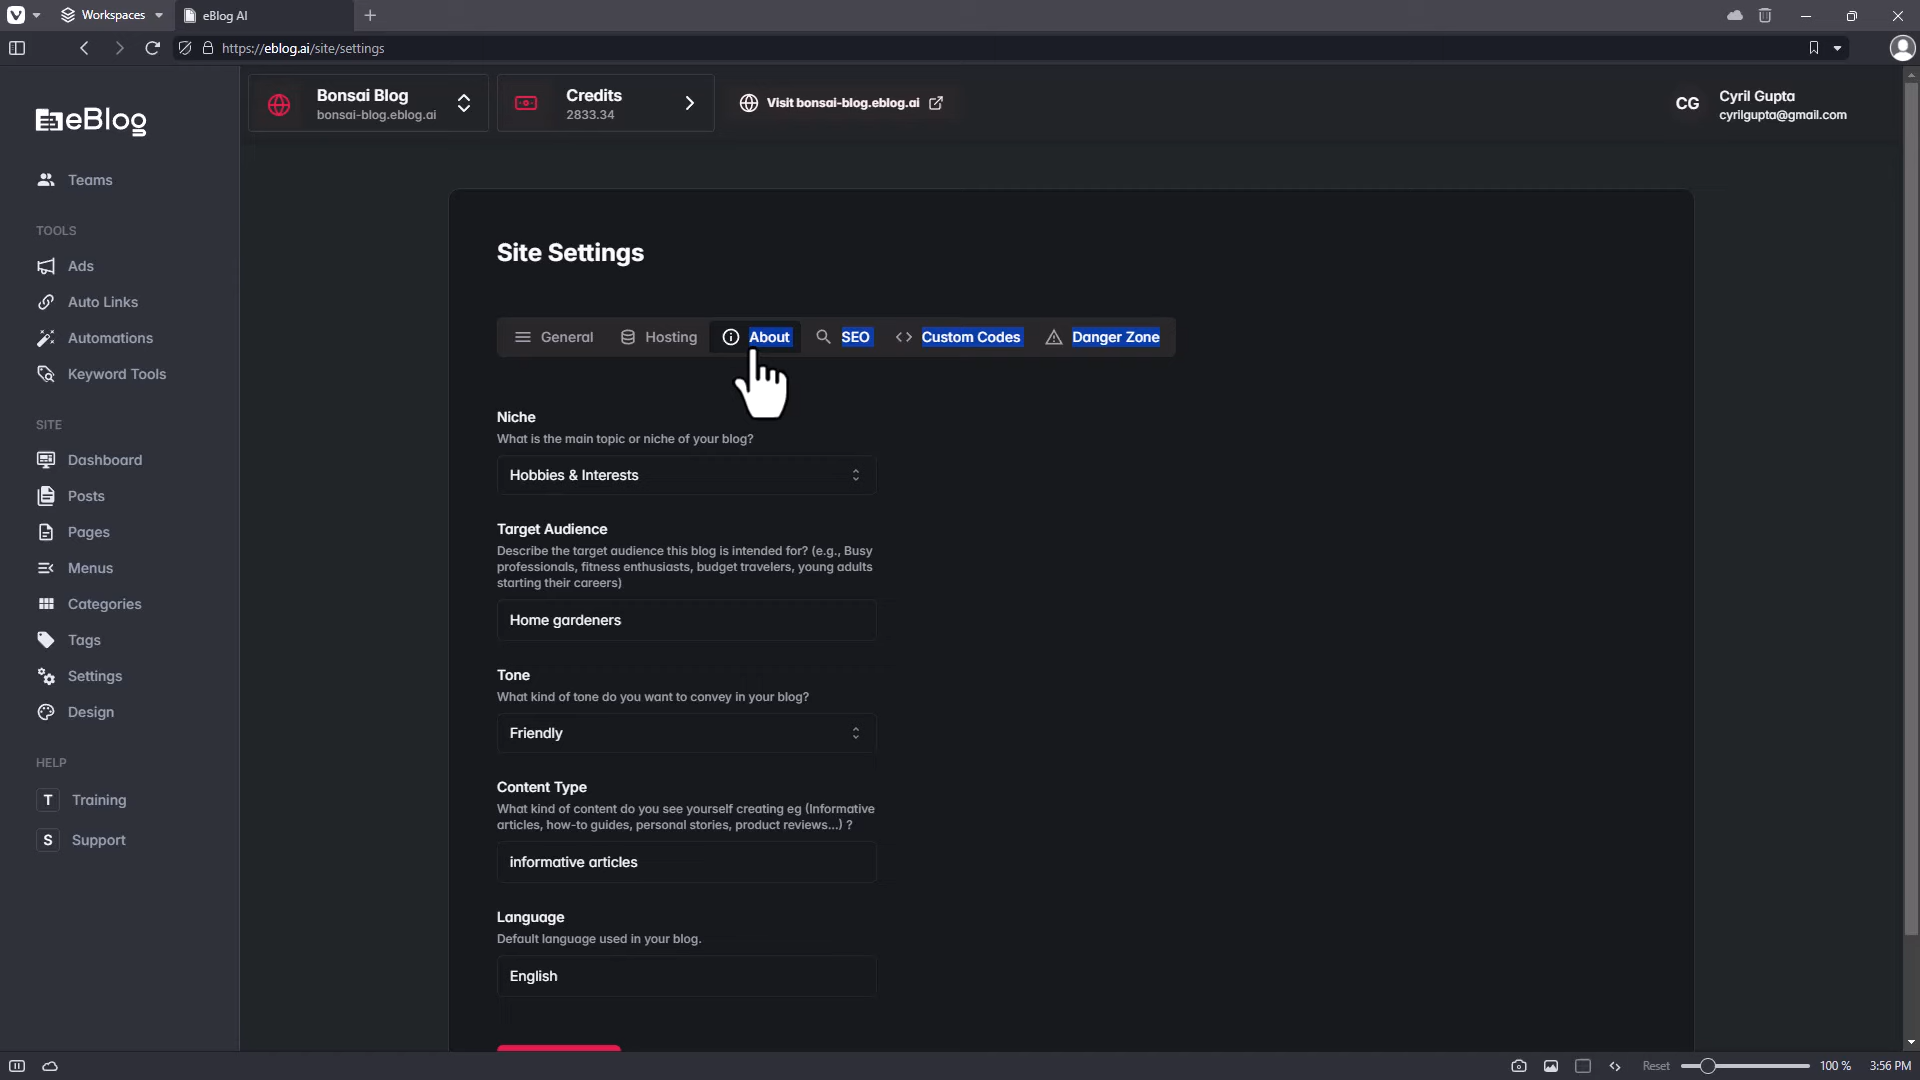 Workspaces
eBlog AI
https://eblog.ai/site/settings
eBlog
Bonsai Blog
bonsai-blog.eblog.ai
Credits
2833.34
Visit bonsai-blog.eblog.ai
CG
Cyril Gupta
cyrilgupta@gmail.com
Teams
TOOLS
Ads
Auto Links
Automations
Keyword Tools
SITE
Dashboard
Posts
Pages
Menus
Categories
Tags
Settings
Design
HELP
T Training
S Support
Site Settings
General Hosting About SEO Custom Codes Danger Zone
Niche
What is the main topic or niche of your blog?
Hobbies & Interests
Target Audience
Describe the target audience this blog is intended for? (e.g., Busy
professionals, fitness enthusiasts, budget travelers, young adults
starting their careers)
Home gardeners
Tone
What kind of tone do you want to convey in your blog?
Friendly
Content Type
What kind of content do you see yourself creating eg (Informative
articles, how-to guides, personal stories, product reviews...) ?
informative articles
Language
Default language used in your blog.
English
Reset 100 % 3:56 PM